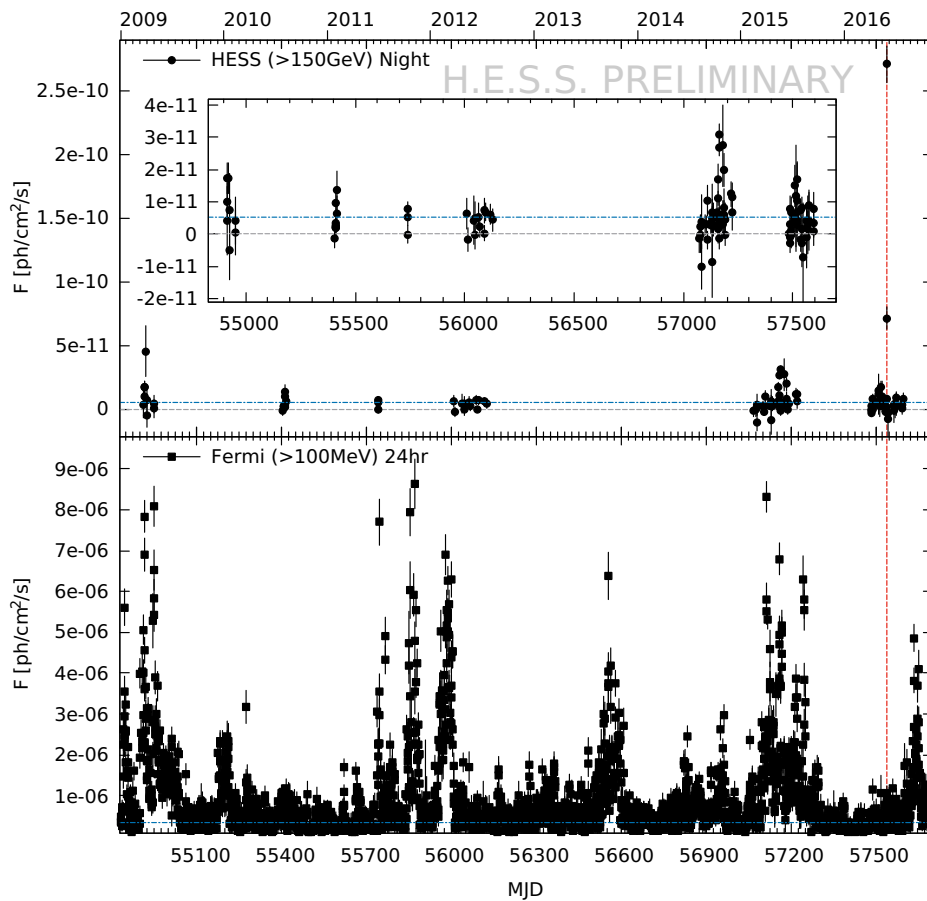 2009 2010 2011 2012 2013 2014 2015 2016
HESS (>150GeV) Night
H.E.S.S. PRELIMINARY
F [ph/cm²/s]
2.5e-10
2e-10
1.5e-10
1e-10
5e-11
0
4e-11
3e-11
2e-11
1e-11
0
-1e-11
-2e-11
55000 55500 56000 56500 57000 57500
Fermi (>100MeV) 24hr
F [ph/cm²/s]
9e-06
8e-06
7e-06
6e-06
5e-06
4e-06
3e-06
2e-06
1e-06
55100 55400 55700 56000 56300 56600 56900 57200 57500
MJD